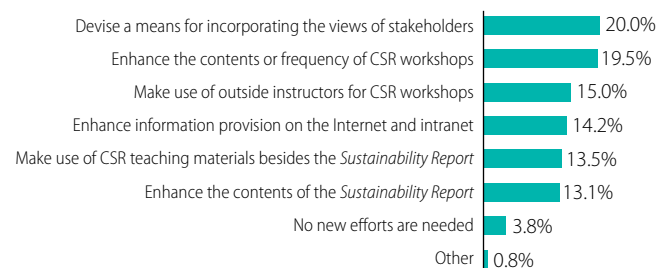 Devise a means for incorporating the views of stakeholders 20.0%
Enhance the contents or frequency of CSR workshops 19.5%
Make use of outside instructors for CSR workshops 15.0%
Enhance information provision on the Internet and intranet 14.2%
Make use of CSR teaching materials besides the Sustainability Report 13.5%
Enhance the contents of the Sustainability Report 13.1%
No new efforts are needed 3.8%
Other 0.8%